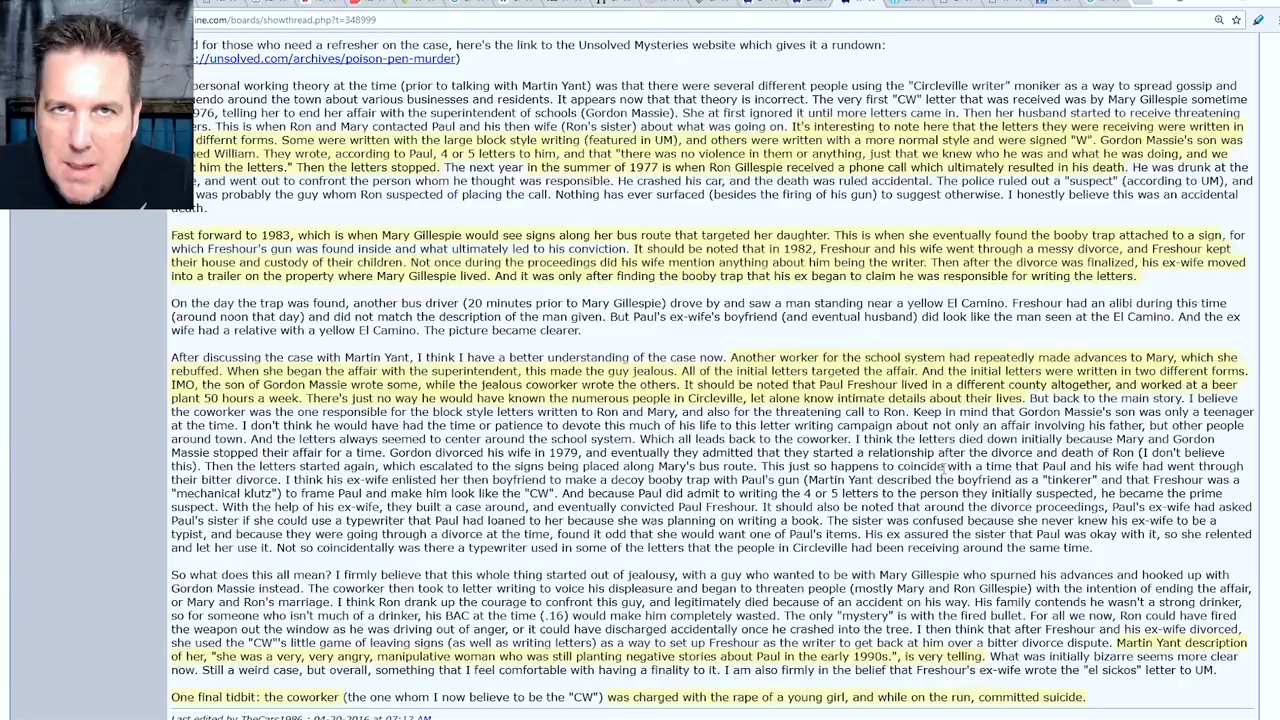 ine.com/boards/showthread.php?t=348999
for those who need a refresher on the case, here's the link to the Unsolved Mysteries website which gives it a rundown:
://unsolved.com/archives/poison-pen-murder)
personal working theory at the time (prior to talking with Martin Yant) was that there were several different people using the "Circleville writer" moniker as a way to spread gossip and
endo around the town about various businesses and residents. It appears now that that theory is incorrect. The very first "CW" letter that was received was by Mary Gillespie sometime
976, telling her to end her affair with the superintendent of schools (Gordon Massie). She at first ignored it until more letters came in. Then her husband started to receive threatening
ers. This is when Ron and Mary contacted Paul and his then wife (Ron's sister) about what was going on. It's interesting to note here that the letters they were receiving were written in
differnt forms. Some were written with the large block style writing (featured in UM), and others were written with a more normal style and were signed "W". Gordon Massie's son was
ned William. They wrote, according to Paul, 4 or 5 letters to him, and that "there was no violence in them or anything, just that we knew who he was and what he was doing, and we
him the letters." Then the letters stopped. The next year in the summer of 1977 is when Ron Gillespie received a phone call which ultimately resulted in his death. He was drunk at the
, and went out to confront the person whom he thought was responsible. He crashed his car, and the death was ruled accidental. The police ruled out a "suspect" (according to UM), and
was probably the guy whom Ron suspected of placing the call. Nothing has ever surfaced (besides the firing of his gun) to suggest otherwise. I honestly believe this was an accidental
death.
Fast forward to 1983, which is when Mary Gillespie would see signs along her bus route that targeted her daughter. This is when she eventually found the booby trap attached to a sign, for
which Freshour's gun was found inside and what ultimately led to his conviction. It should be noted that in 1982, Freshour and his wife went through a messy divorce, and Freshour kept
their house and custody of their children. Not once during the proceedings did his wife mention anything about him being the writer. Then after the divorce was finalized, his ex-wife moved
into a trailer on the property where Mary Gillespie lived. And it was only after finding the booby trap that his ex began to claim he was responsible for writing the letters.
On the day the trap was found, another bus driver (20 minutes prior to Mary Gillespie) drove by and saw a man standing near a yellow El Camino. Freshour had an alibi during this time
(around noon that day) and did not match the description of the man given. But Paul's ex-wife's boyfriend (and eventual husband) did look like the man seen at the El Camino. And the ex
wife had a relative with a yellow El Camino. The picture became clearer.
After discussing the case with Martin Yant, I think I have a better understanding of the case now. Another worker for the school system had repeatedly made advances to Mary, which she
rebuffed. When she began the affair with the superintendent, this made the guy jealous. All of the initial letters targeted the affair. And the initial letters were written in two different forms.
IMO, the son of Gordon Massie wrote some, while the jealous coworker wrote the others. It should be noted that Paul Freshour lived in a different county altogether, and worked at a beer
plant 50 hours a week. There's just no way he would have known the numerous people in Circleville, let alone know intimate details about their lives. But back to the main story. I believe
the coworker was the one responsible for the block style letters written to Ron and Mary, and also for the threatening call to Ron. Keep in mind that Gordon Massie's son was only a teenager
at the time. I don't think he would have had the time or patience to devote this much of his life to this letter writing campaign about not only an affair involving his father, but other people
around town. And the letters always seemed to center around the school system. Which all leads back to the coworker. I think the letters died down initially because Mary and Gordon
Massie stopped their affair for a time. Gordon divorced his wife in 1979, and eventually they admitted that they started a relationship after the divorce and death of Ron (I don't believe
this). Then the letters started again, which escalated to the signs being placed along Mary's bus route. This just so happens to coincide with a time that Paul and his wife had went through
their bitter divorce. I think his ex-wife enlisted her then boyfriend to make a decoy booby trap with Paul's gun (Martin Yant described the boyfriend as a "tinkerer" and that Freshour was a
"mechanical klutz") to frame Paul and make him look like the "CW". And because Paul did admit to writing the 4 or 5 letters to the person they initially suspected, he became the prime
suspect. With the help of his ex-wife, they built a case around, and eventually convicted Paul Freshour. It should also be noted that around the divorce proceedings, Paul's ex-wife had asked
Paul's sister if she could use a typewriter that Paul had loaned to her because she was planning on writing a book. The sister was confused because she never knew his ex-wife to be a
typist, and because they were going through a divorce at the time, found it odd that she would want one of Paul's items. His ex assured the sister that Paul was okay with it, so she relented
and let her use it. Not so coincidentally was there a typewriter used in some of the letters that the people in Circleville had been receiving around the same time.
So what does this all mean? I firmly believe that this whole thing started out of jealousy, with a guy who wanted to be with Mary Gillespie who spurned his advances and hooked up with
Gordon Massie instead. The coworker then took to letter writing to voice his displeasure and began to threaten people (mostly Mary and Ron Gillespie) with the intention of ending the affair,
or Mary and Ron's marriage. I think Ron drank up the courage to confront this guy, and legitimately died because of an accident on his way. His family contends he wasn't a strong drinker,
so for someone who isn't much of a drinker, his BAC at the time (.16) would make him completely wasted. The only "mystery" is with the fired bullet. For all we now, Ron could have fired
the weapon out the window as he was driving out of anger, or it could have discharged accidentally once he crashed into the tree. I then think that after Freshour and his ex-wife divorced,
she used the "CW"'s little game of leaving signs (as well as writing letters) as a way to set up Freshour as the writer to get back at him over a bitter divorce dispute. Martin Yant description
of her, "she was a very, very angry, manipulative woman who was still planting negative stories about Paul in the early 1990s.", is very telling. What was initially bizarre seems more clear
now. Still a weird case, but overall, something that I feel comfortable with having a finality to it. I am also firmly in the belief that Freshour's ex-wife wrote the "el sickos" letter to UM.
One final tidbit: the coworker (the one whom I now believe to be the "CW") was charged with the rape of a young girl, and while on the run, committed suicide.
Last edited by TheCars1986 ; 04-20-2016 at 07:13 AM